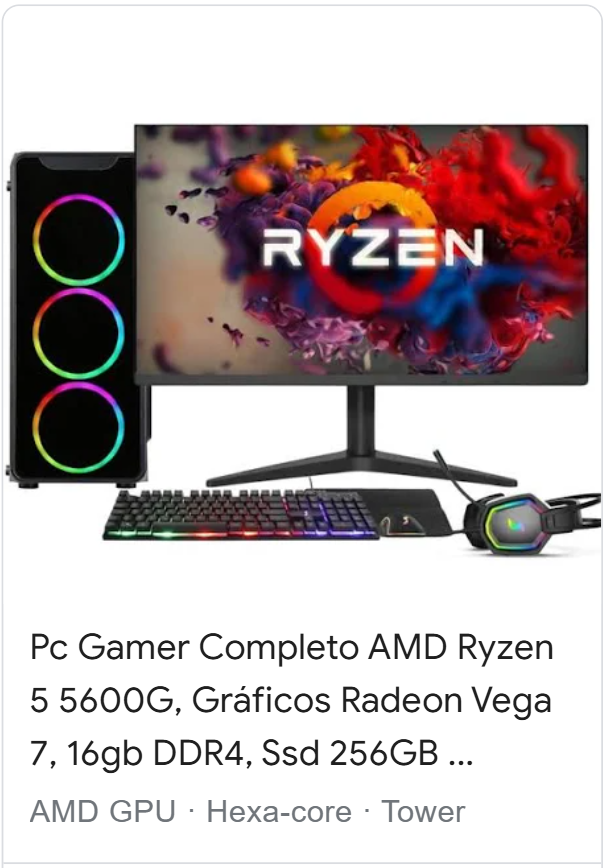 RYZEN
Pc Gamer Completo AMD Ryzen
5 5600G, Gráficos Radeon Vega
7, 16gb DDR4, Ssd 256GB ...
AMD GPU · Hexa-core · Tower